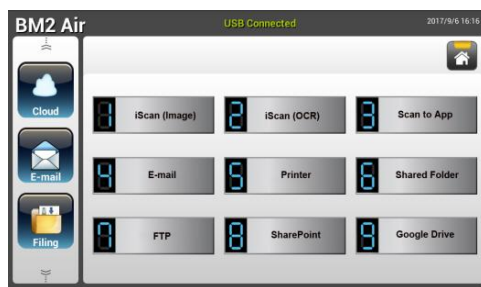 BM2 Air USB Connected 2017/9/6 16:16
Cloud
E-mail
Filing
1 iScan (Image) 2 iScan (OCR) 3 Scan to App
4 E-mail 5 Printer 6 Shared Folder
7 FTP 8 SharePoint 9 Google Drive